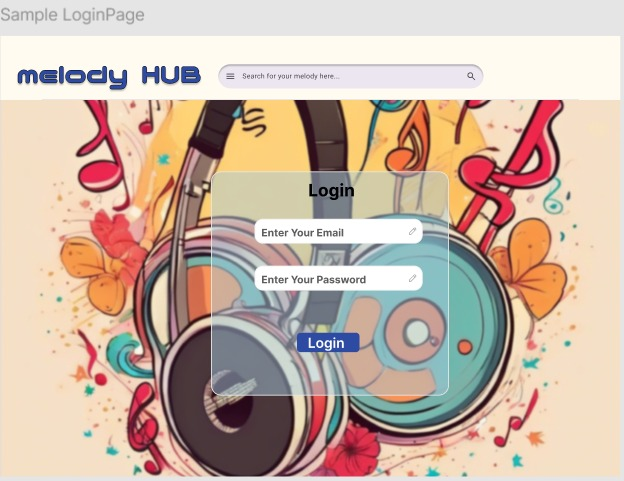 Sample LoginPage
melody HUB
Search for your melody here...
Login
Enter Your Email
Enter Your Password
Login